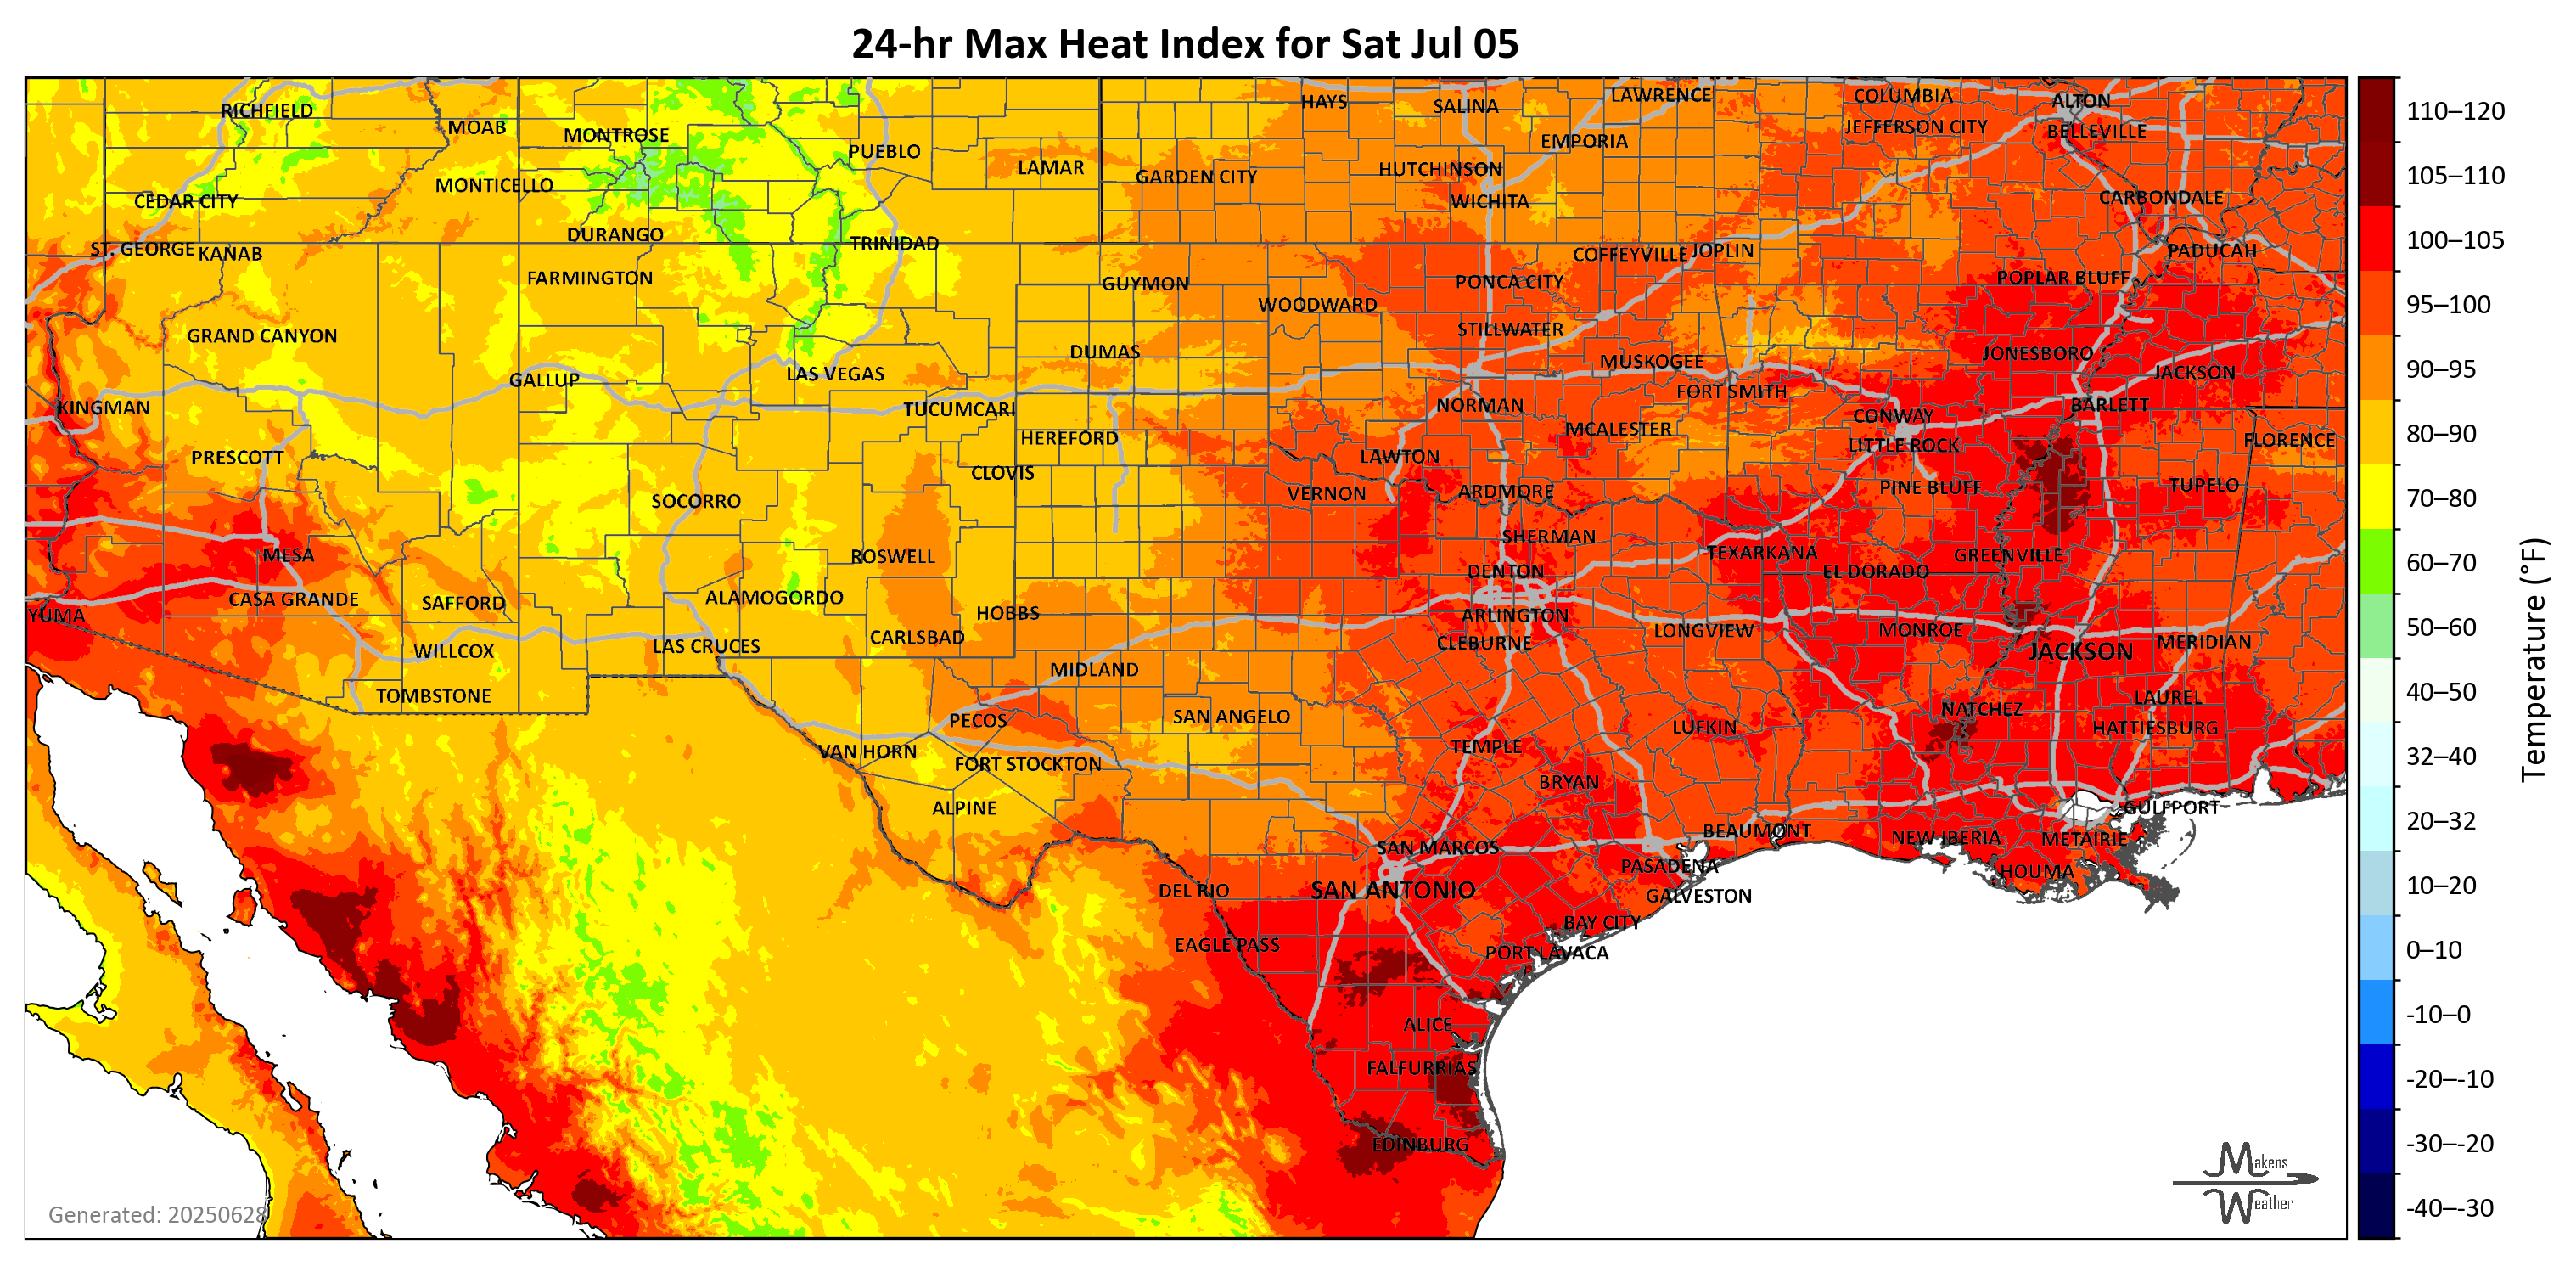 24-hr Max Heat Index for Sat Jul 05
HAYS
SALINA
LAWRENCE
COLUMBIA
ALTON
RICHFIELD
MOAB
MONTROSE
PUEBLO
EMPORIA
JEFFERSON CITY
BELLEVILLE
LAMAR
GARDEN CITY
HUTCHINSON
MONTICELLO
CEDAR CITY
WICHITA
CARBONDALE
DURANGO
TRINIDAD
ST. GEORGE
KANAB
COFFEYVILLE
JOPLIN
PADUCAH
FARMINGTON
GUYMON
PONCA CITY
POPLAR BLUFF
WOODWARD
GRAND CANYON
STILLWATER
DUMAS
MUSKOGEE
JONESBORO
GALLUP
LAS VEGAS
FORT SMITH
JACKSON
KINGMAN
TUCUMCARI
NORMAN
CONWAY
BARLETT
HEREFORD
MCALESTER
LITTLE ROCK
FLORENCE
PRESCOTT
CLOVIS
LAWTON
SOCORRO
VERNON
ARDMORE
PINE BLUFF
TUPELO
MESA
ROSWELL
SHERMAN
TEXARKANA
GREENVILLE
DENTON
EL DORADO
CASA GRANDE
SAFFORD
ALAMOGORDO
HOBBS
ARLINGTON
YUMA
WILLCOX
LAS CRUCES
CARLSBAD
CLEBURNE
LONGVIEW
MONROE
JACKSON
MERIDIAN
TOMBSTONE
MIDLAND
PECOS
SAN ANGELO
LUFKIN
NATCHEZ
LAUREL
HATTIESBURG
VAN HORN
FORT STOCKTON
TEMPLE
BRYAN
ALPINE
GULFPORT
BEAUMONT
NEW IBERIA
METAIRIE
SAN MARCOS
PASADENA
HOUMA
DEL RIO
SAN ANTONIO
GALVESTON
BAY CITY
EAGLE PASS
PORT LAVACA
ALICE
FALFURRIAS
EDINBURG
Generated: 20250628
Makens
Weather
110–120
105–110
100–105
95–100
90–95
80–90
70–80
60–70
50–60
40–50
32–40
20–32
10–20
0–10
-10–0
-20–-10
-30–-20
-40–-30
Temperature (°F)